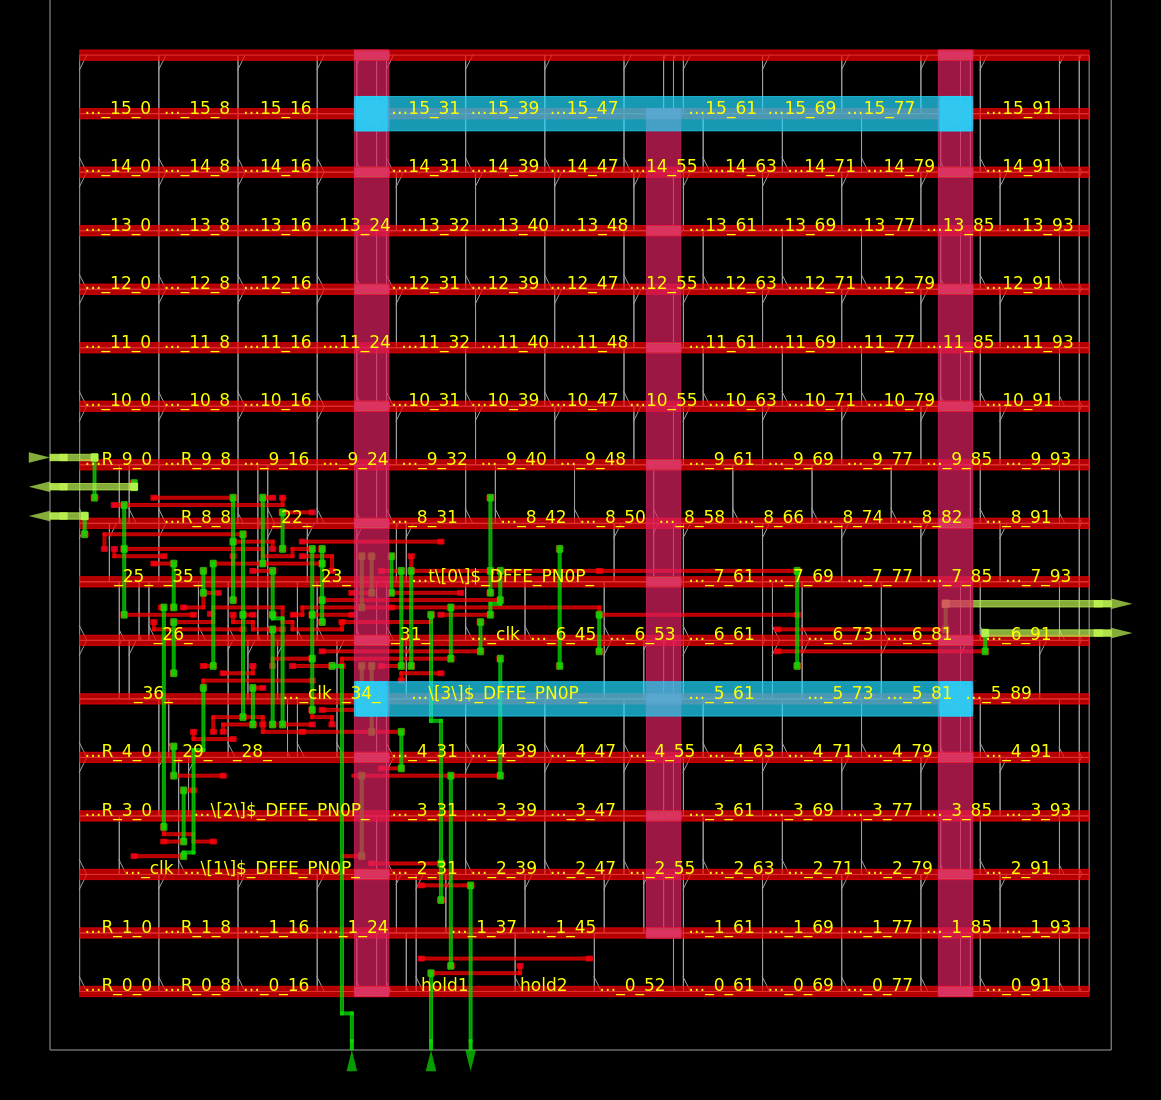 ..._15_0 ..._15_8 ..._15_16 ...15_31 ...15_39 ...15_47 ...15_61 ...15_69 ...15_77 ...15_91
..._14_0 ..._14_8 ..._14_16 ...14_31 ...14_39 ...14_47 ...14_55 ...14_63 ...14_71 ...14_79 ...14_91
..._13_0 ..._13_8 ..._13_16 ...13_24 ...13_32 ...13_40 ...13_48 ...13_61 ...13_69 ...13_77 ...13_85 ...13_93
..._12_0 ..._12_8 ..._12_16 ...12_31 ...12_39 ...12_47 ...12_55 ...12_63 ...12_71 ...12_79 ...12_91
..._11_0 ..._11_8 ..._11_16 ...11_24 ...11_32 ...11_40 ...11_48 ...11_61 ...11_69 ...11_77 ...11_85 ...11_93
..._10_0 ..._10_8 ..._10_16 ...10_31 ...10_39 ...10_47 ...10_55 ...10_63 ...10_71 ...10_79 ...10_91
...R_9_0 ...R_9_8 ..._9_16 ..._9_24 ..._9_32 ..._9_40 ..._9_48 ..._9_61 ..._9_69 ..._9_77 ..._9_85 ..._9_93
...R_8_8 _22_ ..._8_31 ..._8_42 ..._8_50 ..._8_58 ..._8_66 ..._8_74 ..._8_82 ..._8_91
_25_ _35_ _23_ ...t\[0\]$_DFFE_PN0P_ ..._7_61 ..._7_69 ..._7_77 ..._7_85 ..._7_93
_26_ _31_ ..._clk ..._6_45 ..._6_53 ..._6_61 ..._6_73 ..._6_81 ..._6_91
_36_ ..._clk _34_ ...\[3\]$_DFFE_PN0P_ ..._5_61 ..._5_73 ..._5_81 ..._5_89
...R_4_0 _29_ _28_ ..._4_31 ..._4_39 ..._4_47 ..._4_55 ..._4_63 ..._4_71 ..._4_79 ..._4_91
...R_3_0 ...\[2\]$_DFFE_PN0P_ ..._3_31 ..._3_39 ..._3_47 ..._3_61 ..._3_69 ..._3_77 ..._3_85 ..._3_93
..._clk ...\[1\]$_DFFE_PN0P_ ..._2_31 ..._2_39 ..._2_47 ..._2_55 ..._2_63 ..._2_71 ..._2_79 ..._2_91
...R_1_0 ...R_1_8 ..._1_16 ..._1_24 ..._1_37 ..._1_45 ..._1_61 ..._1_69 ..._1_77 ..._1_85 ..._1_93
...R_0_0 ...R_0_8 ..._0_16 hold1 hold2 ..._0_52 ..._0_61 ..._0_69 ..._0_77 ..._0_91